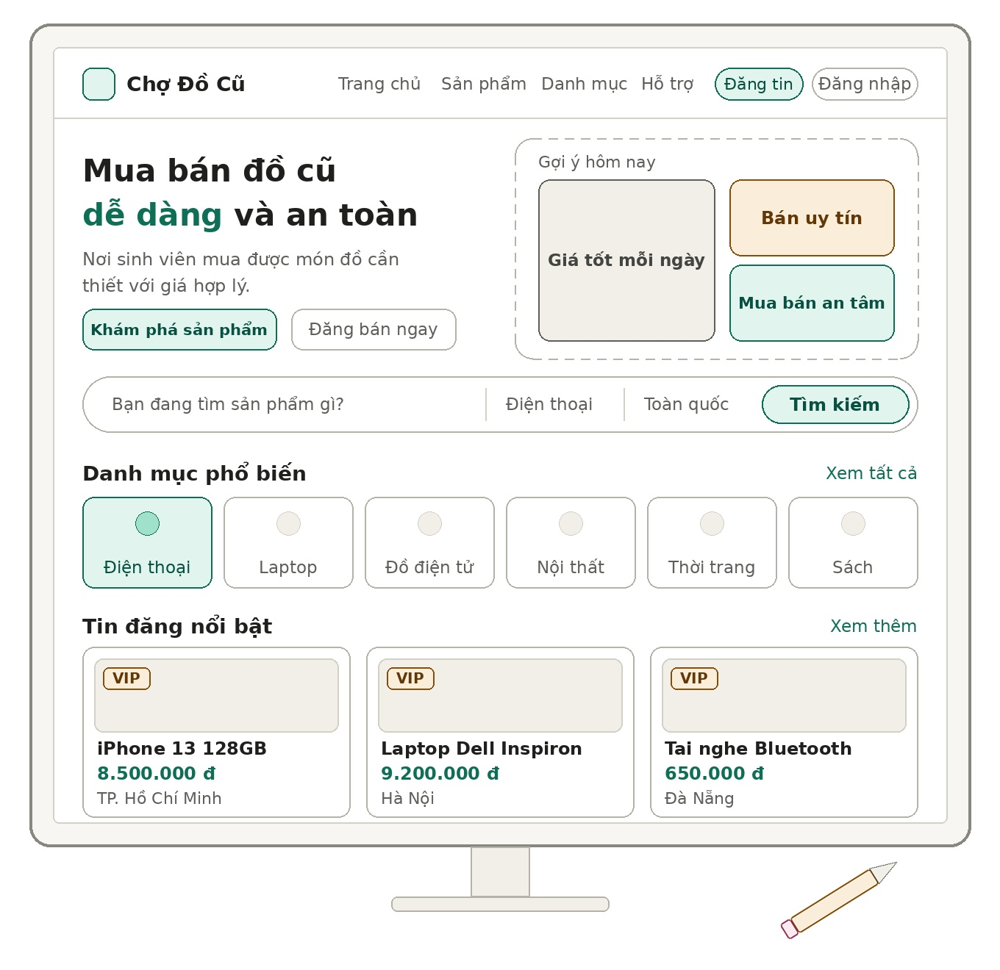 Chợ Đồ Cũ
Trang chủ
Sản phẩm
Danh mục
Hỗ trợ
Đăng tin
Đăng nhập
Mua bán đồ cũ
dễ dàng và an toàn
Nơi sinh viên mua được món đồ cần
thiết với giá hợp lý.
Khám phá sản phẩm
Đăng bán ngay
Gợi ý hôm nay
Giá tốt mỗi ngày
Bán uy tín
Mua bán an tâm
Bạn đang tìm sản phẩm gì?
Điện thoại
Toàn quốc
Tìm kiếm
Danh mục phổ biến
Xem tất cả
Điện thoại
Laptop
Đồ điện tử
Nội thất
Thời trang
Sách
Tin đăng nổi bật
Xem thêm
VIP
iPhone 13 128GB
8.500.000 đ
TP. Hồ Chí Minh
VIP
Laptop Dell Inspiron
9.200.000 đ
Hà Nội
VIP
Tai nghe Bluetooth
650.000 đ
Đà Nẵng